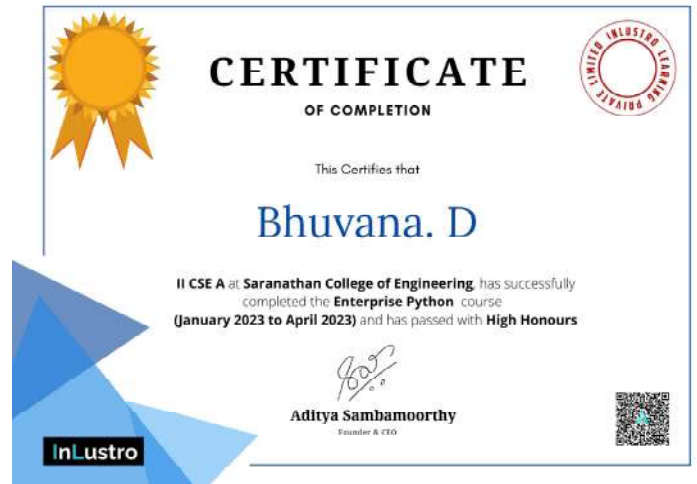 CERTIFICATE
OF COMPLETION
INLUSTRO LEARNING PRIVATE LIMITED
This Certifies that
Bhuvana. D
II CSE A at Saranathan College of Engineering, has successfully
completed the Enterprise Python course
(January 2023 to April 2023) and has passed with High Honours
Aditya Sambamoorthy
Founder & CEO
InLustro